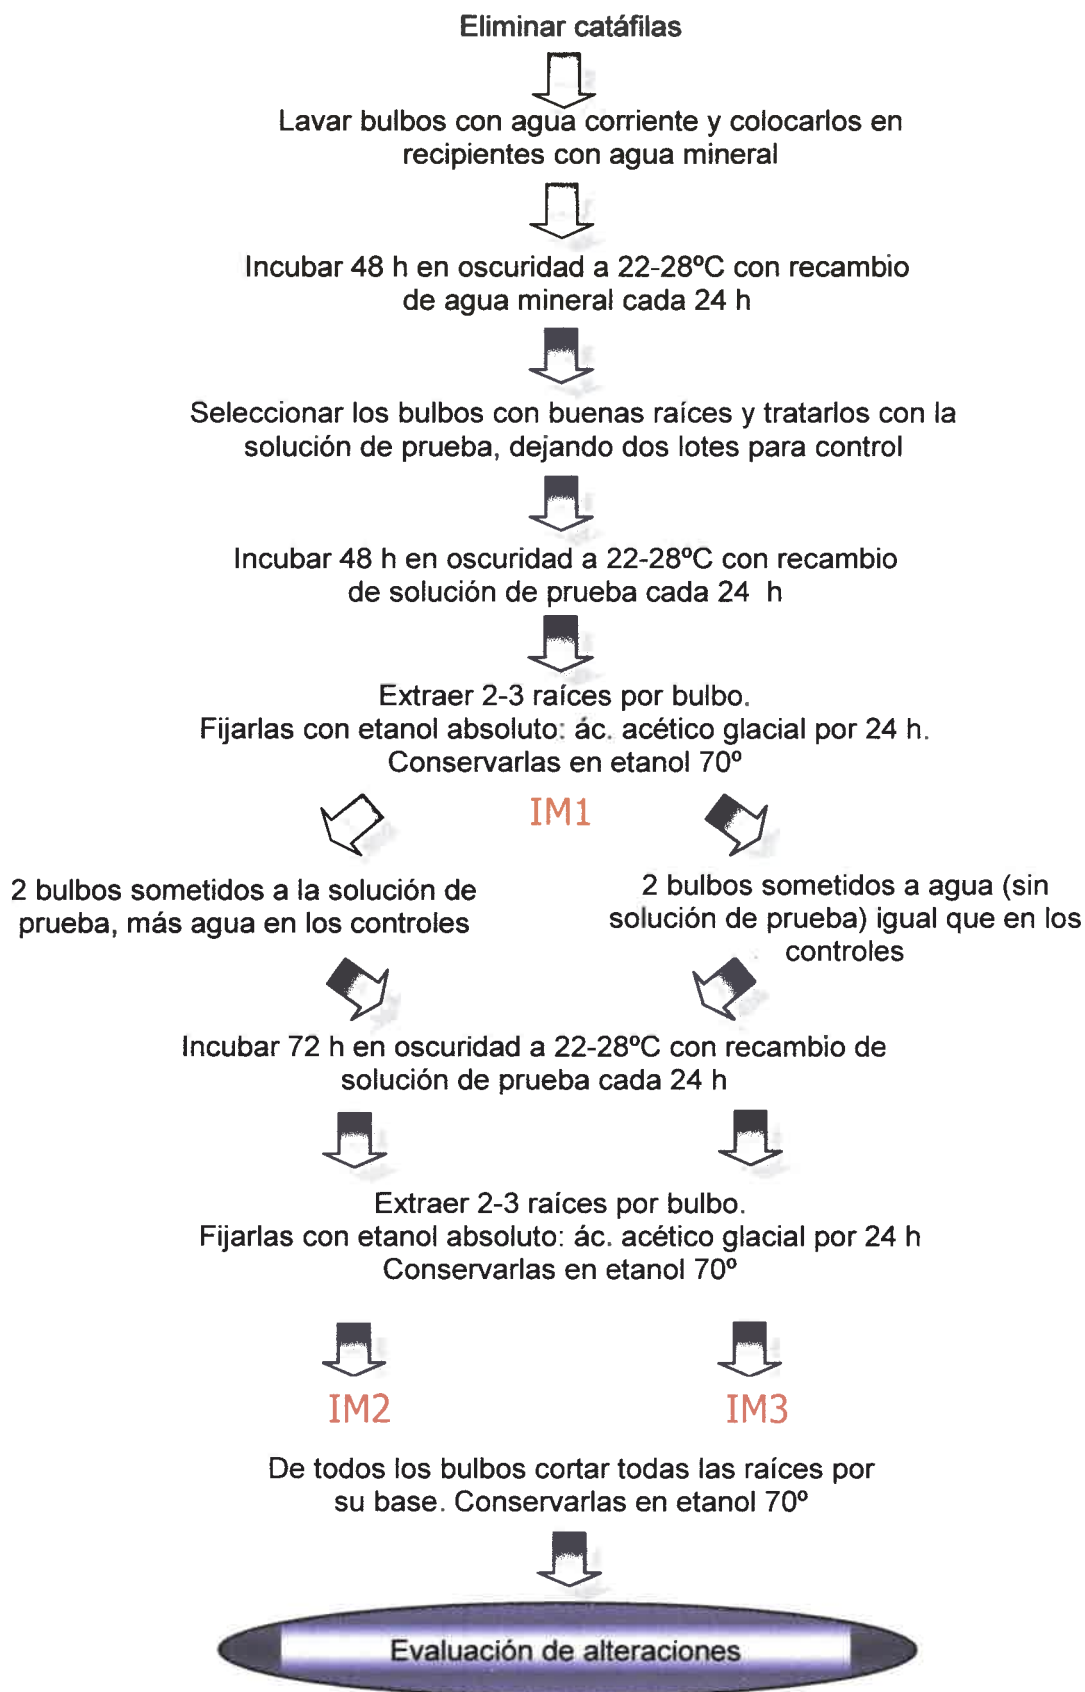 Eliminar catáfilas
Lavar bulbos con agua corriente y colocarlos en
recipientes con agua mineral
Incubar 48 h en oscuridad a 22-28ºC con recambio
de agua mineral cada 24 h
Seleccionar los bulbos con buenas raíces y tratarlos con la
solución de prueba, dejando dos lotes para control
Incubar 48 h en oscuridad a 22-28ºC con recambio
de solución de prueba cada 24 h
Extraer 2-3 raíces por bulbo.
Fijarlas con etanol absoluto: ác. acético glacial por 24 h.
Conservarlas en etanol 70º
IM1
2 bulbos sometidos a la solución de
prueba, más agua en los controles
2 bulbos sometidos a agua (sin
solución de prueba) igual que en los
controles
Incubar 72 h en oscuridad a 22-28ºC con recambio de
solución de prueba cada 24 h
Extraer 2-3 raíces por bulbo.
Fijarlas con etanol absoluto: ác. acético glacial por 24 h
Conservarlas en etanol 70º
IM2
IM3
De todos los bulbos cortar todas las raíces por
su base. Conservarlas en etanol 70º
Evaluación de alteraciones